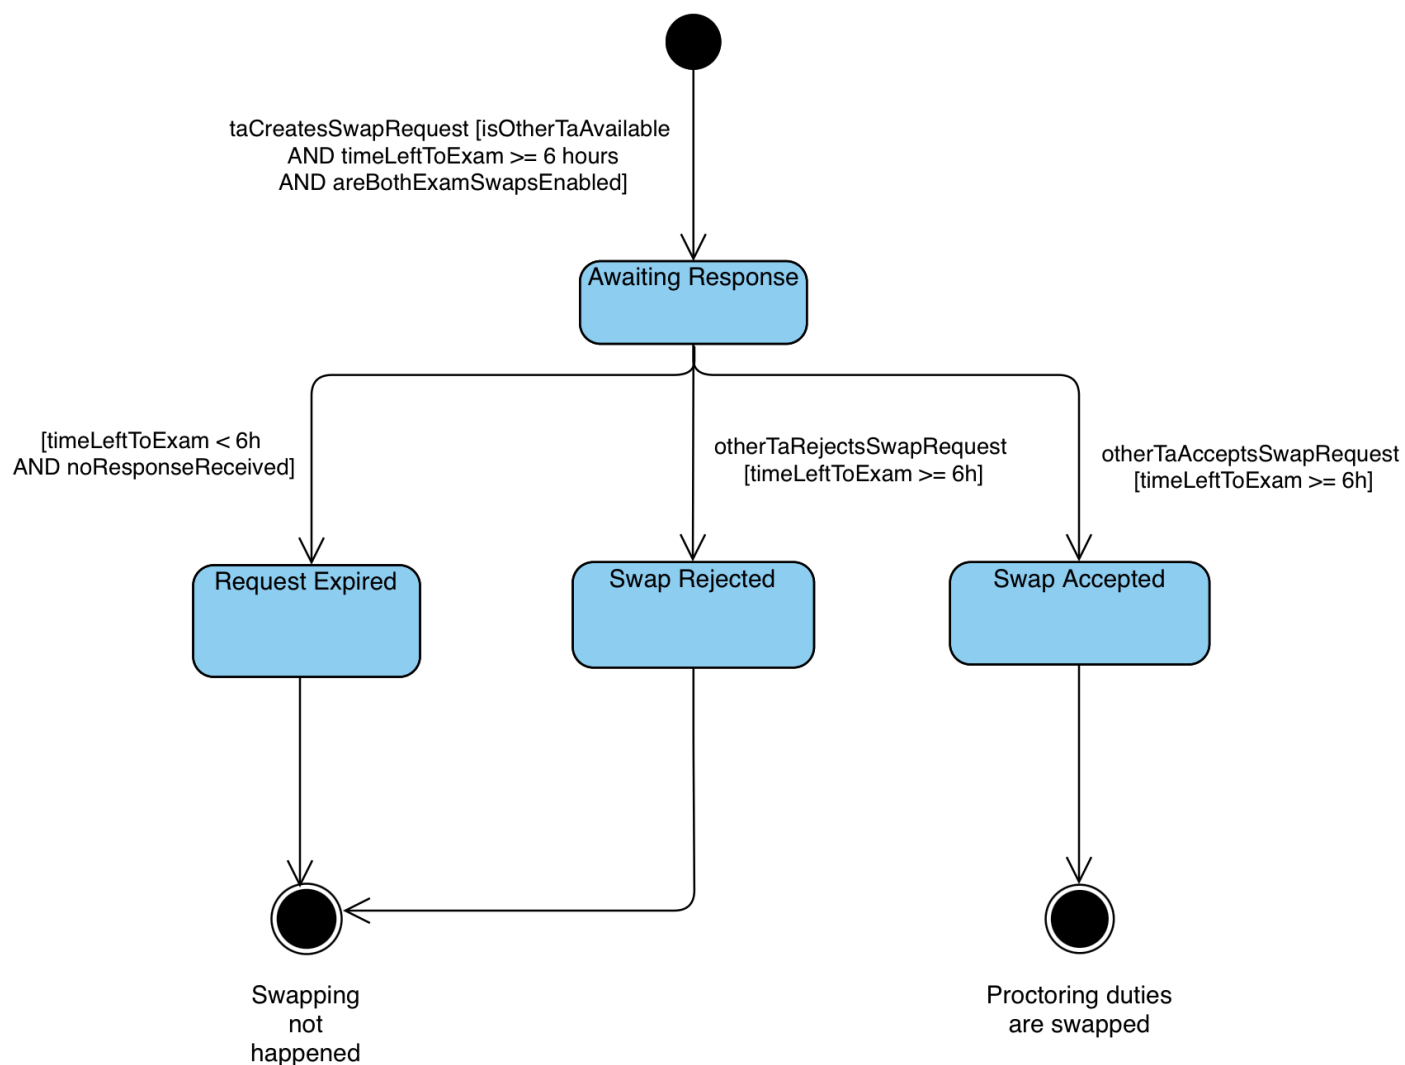 taCreatesSwapRequest [isOtherTaAvailable
AND timeLeftToExam >= 6 hours
AND areBothExamSwapsEnabled]
Awaiting Response
[timeLeftToExam < 6h
AND noResponseReceived]
otherTaRejectsSwapRequest
[timeLeftToExam >= 6h]
otherTaAcceptsSwapRequest
[timeLeftToExam >= 6h]
Request Expired
Swap Rejected
Swap Accepted
Swapping
not
happened
Proctoring duties
are swapped